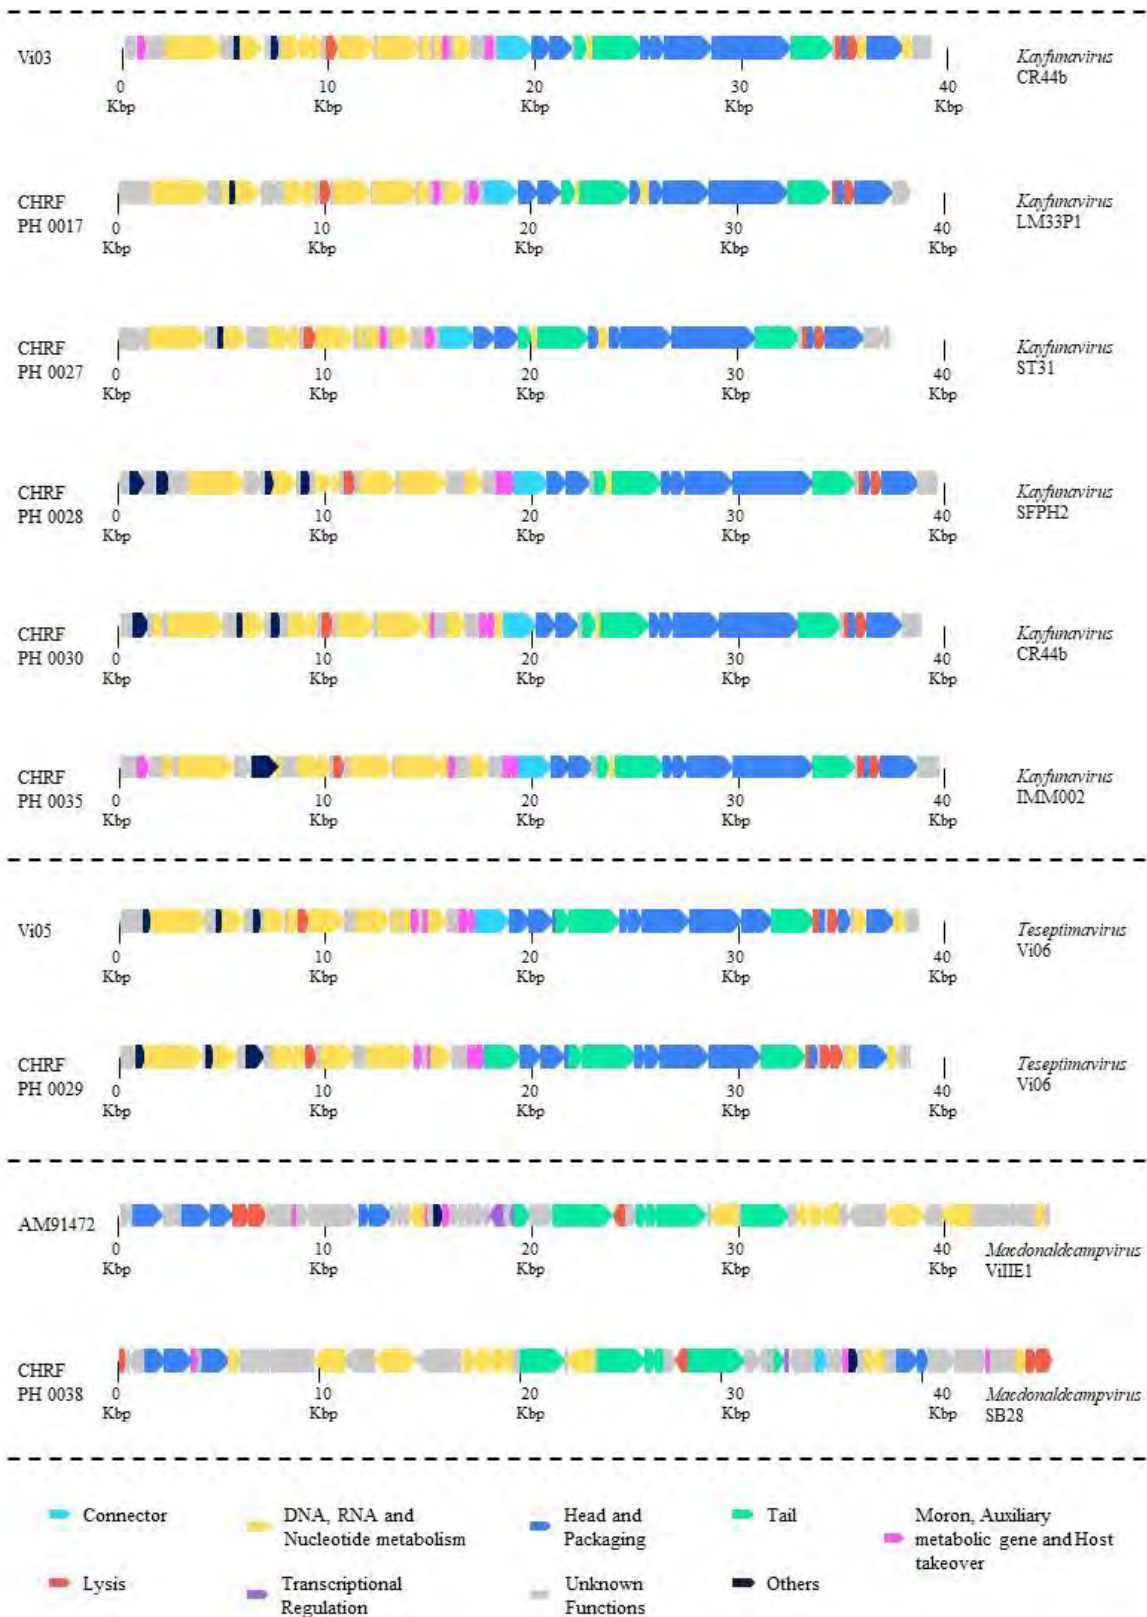 Vi03
Kayfunavirus
CR44b
0 10 20 30 40
Kbp Kbp Kbp Kbp Kbp
CHRF
PH 0017
Kayfunavirus
LM33P1
0 10 20 30 40
Kbp Kbp Kbp Kbp Kbp
CHRF
PH 0027
Kayfunavirus
ST31
0 10 20 30 40
Kbp Kbp Kbp Kbp Kbp
CHRF
PH 0028
Kayfunavirus
SFPH2
0 10 20 30 40
Kbp Kbp Kbp Kbp Kbp
CHRF
PH 0030
Kayfunavirus
CR44b
0 10 20 30 40
Kbp Kbp Kbp Kbp Kbp
CHRF
PH 0035
Kayfunavirus
IMM002
0 10 20 30 40
Kbp Kbp Kbp Kbp Kbp
Vi05
Teseptimavirus
Vi06
0 10 20 30 40
Kbp Kbp Kbp Kbp Kbp
CHRF
PH 0029
Teseptimavirus
Vi06
0 10 20 30 40
Kbp Kbp Kbp Kbp Kbp
AM91472
0 10 20 30 40
Kbp Kbp Kbp Kbp Kbp
Macdonaldcampvirus
ViIIE1
CHRF
PH 0038
0 10 20 30 40
Kbp Kbp Kbp Kbp Kbp
Macdonaldcampvirus
SB28
Connector
DNA, RNA and
Nucleotide metabolism
Head and
Packaging
Tail
Moron, Auxiliary
metabolic gene and Host
takeover
Lysis
Transcriptional
Regulation
Unknown
Functions
Others